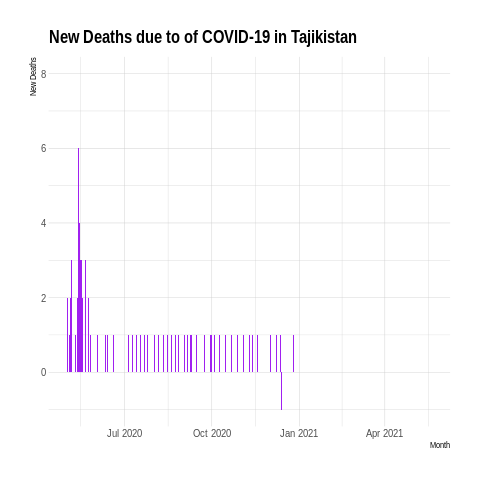 New Deaths due to of COVID-19 in Tajikistan
New Deaths
8
6
4
2
0
Jul 2020 Oct 2020 Jan 2021 Apr 2021
Month